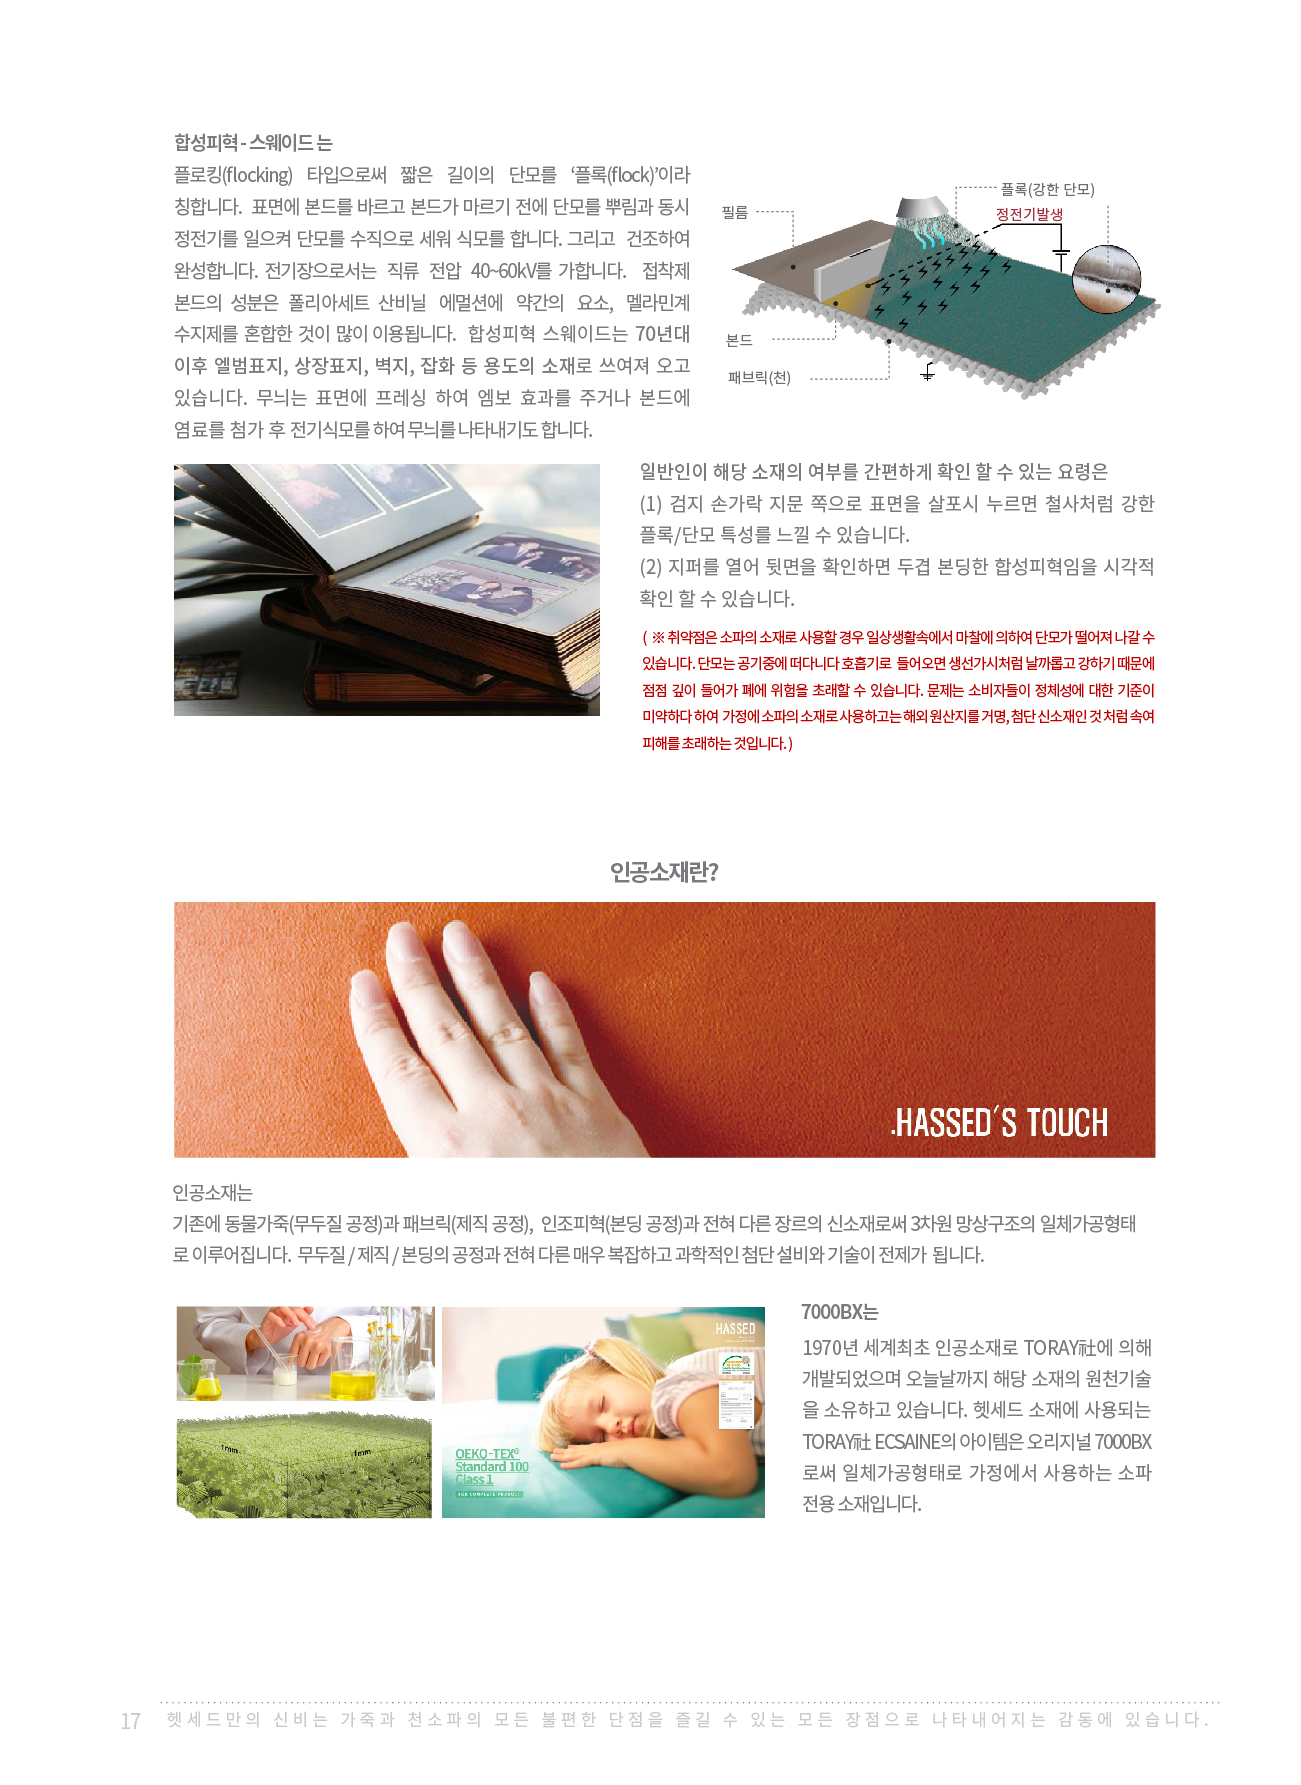 합성피혁 - 스웨이드 는
플로킹(flocking) 타입으로써 짧은 길이의 단모를 ‘플록(flock)’이라
칭합니다. 표면에 본드를 바르고 본드가 마르기 전에 단모를 뿌림과 동시
정전기를 일으켜 단모를 수직으로 세워 식모를 합니다. 그리고 건조하여
완성합니다. 전기장으로서는 직류 전압 40~60kV를 가합니다. 접착제
본드의 성분은 폴리아세트 산비닐 에멀션에 약간의 요소, 멜라민계
수지제를 혼합한 것이 많이 이용됩니다. 합성피혁 스웨이드는 70년대
이후 엘범표지, 상장표지, 벽지, 잡화 등 용도의 소재로 쓰여져 오고
있습니다. 무늬는 표면에 프레싱 하여 엠보 효과를 주거나 본드에
염료를 첨가 후 전기식모를 하여 무늬를 나타내기도 합니다.
플록(강한 단모)
필름
정전기발생
본드
패브릭(천)
일반인이 해당 소재의 여부를 간편하게 확인 할 수 있는 요령은
(1) 검지 손가락 지문 쪽으로 표면을 살포시 누르면 철사처럼 강한
플록/단모 특성를 느낄 수 있습니다.
(2) 지퍼를 열어 뒷면을 확인하면 두겹 본딩한 합성피혁임을 시각적
확인 할 수 있습니다.
( ※ 취약점은 소파의 소재로 사용할 경우 일상생활속에서 마찰에 의하여 단모가 떨어져 나갈 수
있습니다. 단모는 공기중에 떠다니다 호흡기로 들어오면 생선가시처럼 날까롭고 강하기 때문에
점점 깊이 들어가 폐에 위험을 초래할 수 있습니다. 문제는 소비자들이 정체성에 대한 기준이
미약하다 하여 가정에 소파의 소재로 사용하고는 해외 원산지를 거명, 첨단 신소재인 것 처럼 속여
피해를 초래하는 것입니다. )
인공소재란?
.HASSED′S TOUCH
인공소재는
기존에 동물가죽(무두질 공정)과 패브릭(제직 공정), 인조피혁(본딩 공정)과 전혀 다른 장르의 신소재로써 3차원 망상구조의 일체가공형태
로 이루어집니다. 무두질 / 제직 / 본딩의 공정과 전혀 다른 매우 복잡하고 과학적인 첨단 설비와 기술이 전제가 됩니다.
1mm
1mm
.HASSED
OEKO-TEX®
Standard 100
Class 1
FOR COMPLETE PRODUCT
7000BX는
1970년 세계최초 인공소재로 TORAY社에 의해
개발되었으며 오늘날까지 해당 소재의 원천기술
을 소유하고 있습니다. 헷세드 소재에 사용되는
TORAY社 ECSAINE의 아이템은 오리지널 7000BX
로써 일체가공형태로 가정에서 사용하는 소파
전용 소재입니다.
17 헷세드만의 신비는 가죽과 천소파의 모든 불편한 단점을 즐길 수 있는 모든 장점으로 나타내어지는 감동에 있습니다.